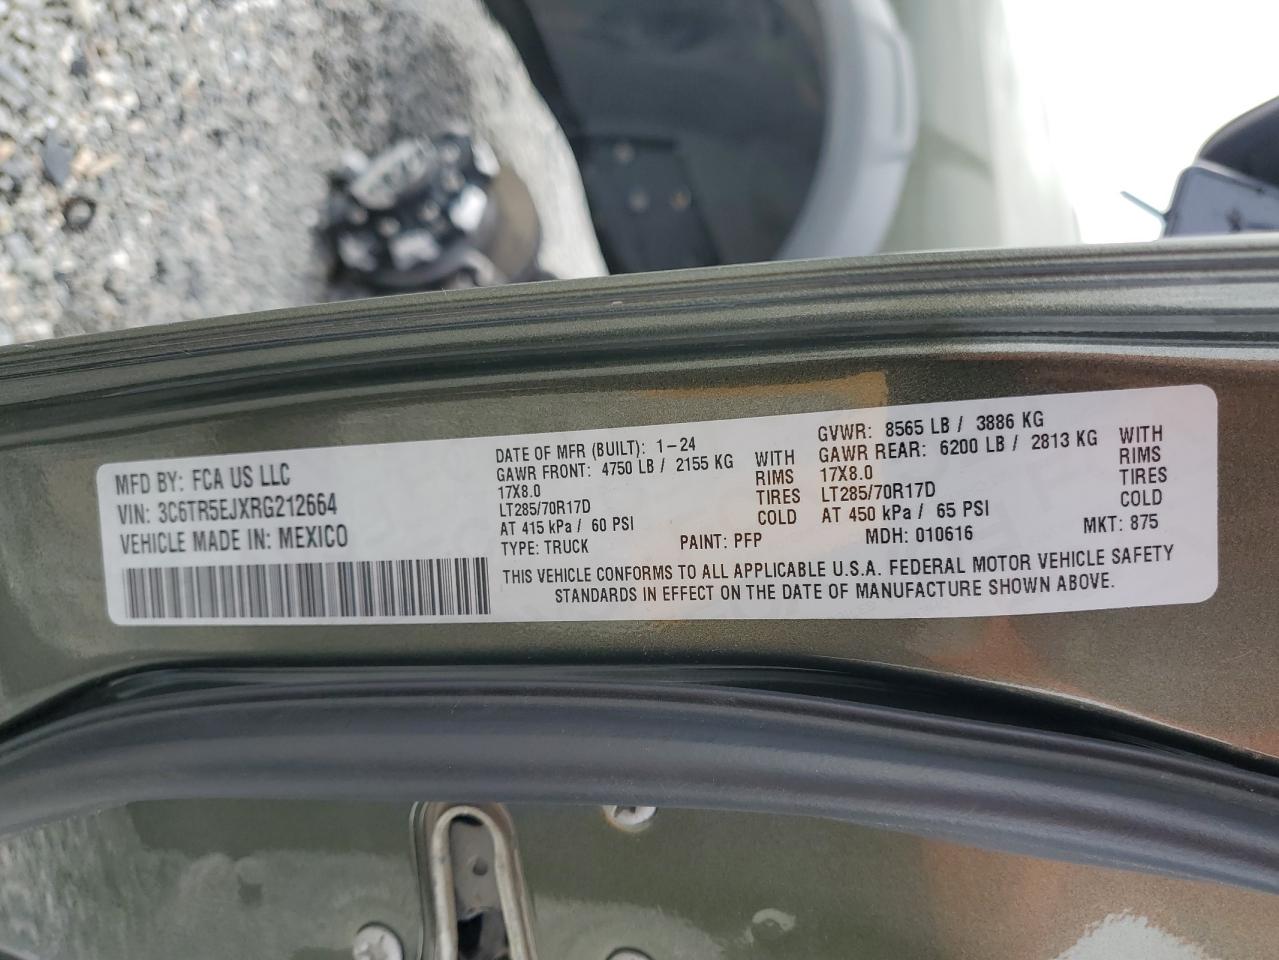 MFD BY: FCA US LLC
VIN: 3C6TR5EJXRG212664
VEHICLE MADE IN: MEXICO
DATE OF MFR (BUILT): 1-24
GAWR FRONT: 4750 LB / 2155 KG WITH
17X8.0 RIMS
LT285/70R17D TIRES
AT 415 kPa / 60 PSI COLD
TYPE: TRUCK PAINT: PFP
GVWR: 8565 LB / 3886 KG
GAWR REAR: 6200 LB / 2813 KG WITH
17X8.0 RIMS
LT285/70R17D TIRES
AT 450 kPa / 65 PSI COLD
MDH: 010616 MKT: 875
THIS VEHICLE CONFORMS TO ALL APPLICABLE U.S.A. FEDERAL MOTOR VEHICLE SAFETY
STANDARDS IN EFFECT ON THE DATE OF MANUFACTURE SHOWN ABOVE.